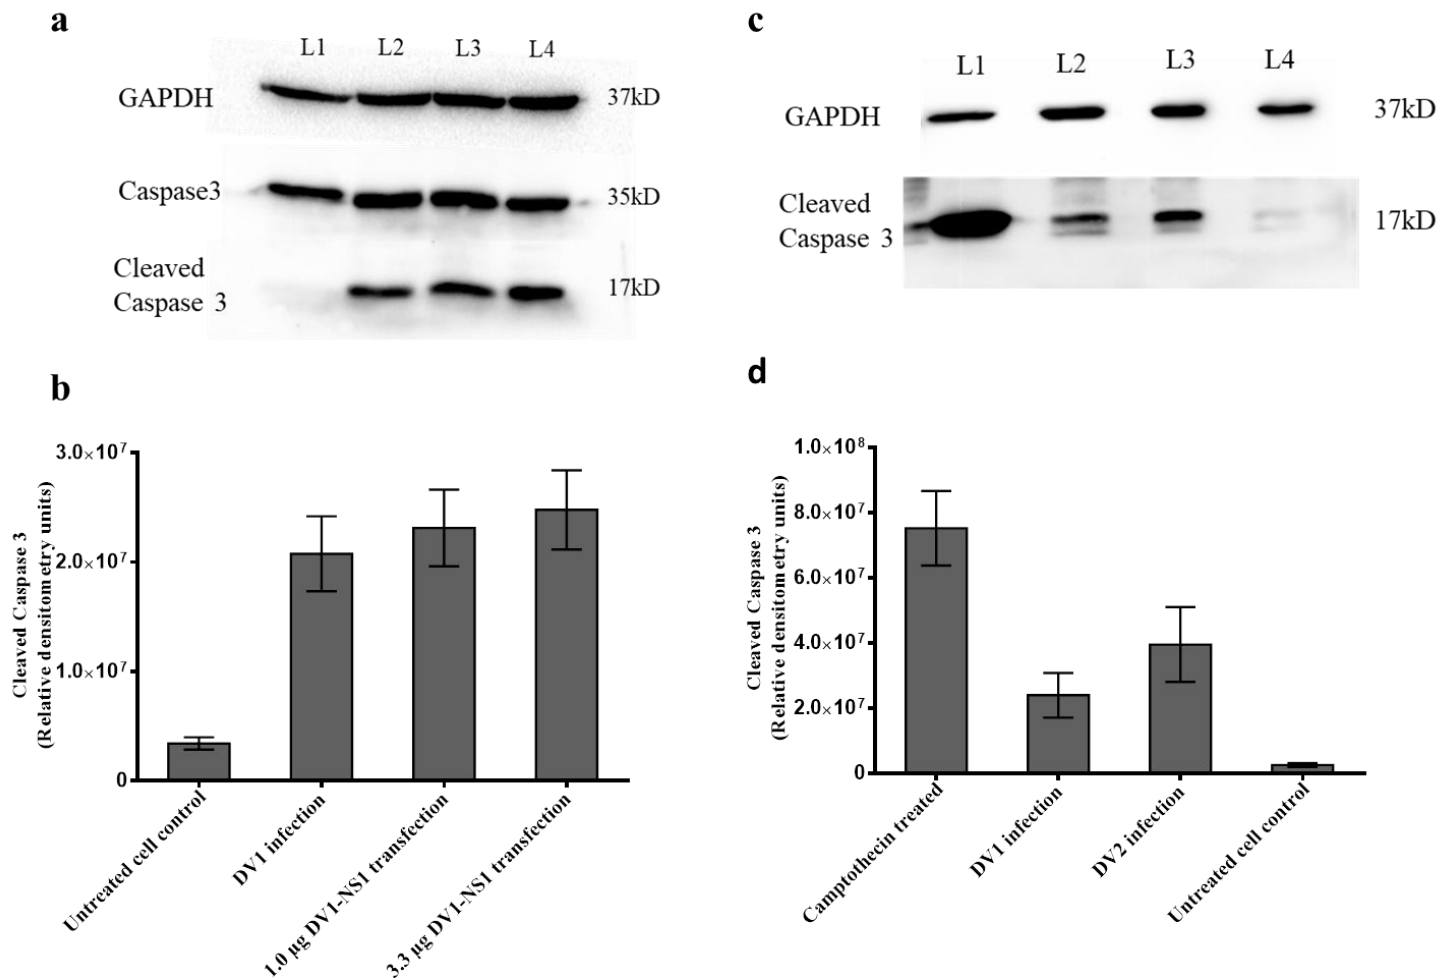 a
L1 L2 L3 L4
GAPDH 37kD
Caspase3 35kD
Cleaved
Caspase 3 17kD
c
L1 L2 L3 L4
GAPDH 37kD
Cleaved
Caspase 3 17kD
b
Cleaved Caspase 3
(Relative densitometry units)
3.0×10⁷
2.0×10⁷
1.0×10⁷
0
Untreated cell control
DV1 infection
1.0 µg DV1-NS1 transfection
3.3 µg DV1-NS1 transfection
d
Cleaved Caspase 3
(Relative densitometry units)
1.0×10⁸
8.0×10⁷
6.0×10⁷
4.0×10⁷
2.0×10⁷
0
Camptothecin treated
DV1 infection
DV2 infection
Untreated cell control